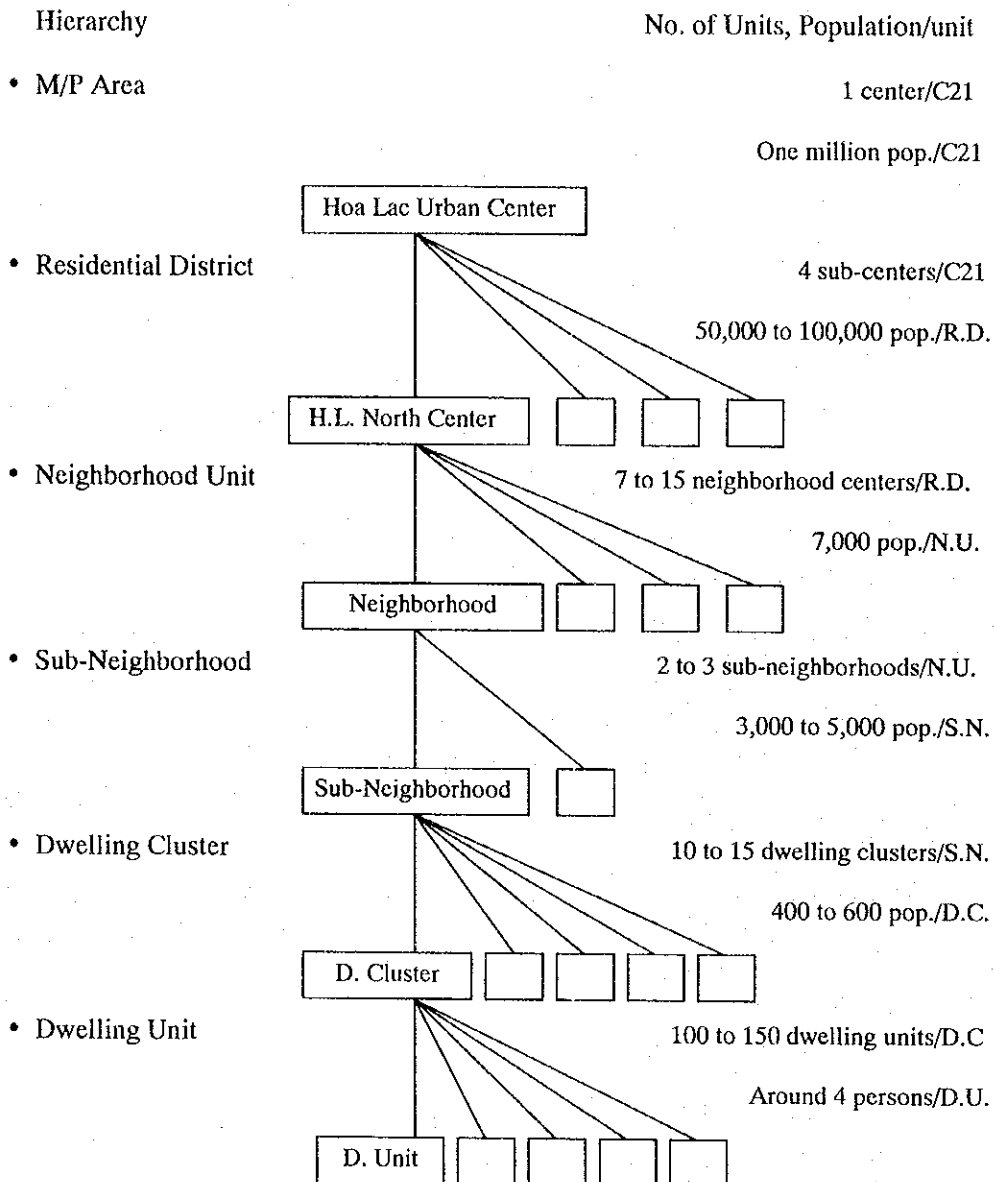 Hierarchy No. of Units, Population/unit
• M/P Area 1 center/C21
One million pop./C21
Hoa Lac Urban Center
• Residential District 4 sub-centers/C21
50,000 to 100,000 pop./R.D.
H.L. North Center
• Neighborhood Unit 7 to 15 neighborhood centers/R.D.
7,000 pop./N.U.
Neighborhood
• Sub-Neighborhood 2 to 3 sub-neighborhoods/N.U.
3,000 to 5,000 pop./S.N.
Sub-Neighborhood
• Dwelling Cluster 10 to 15 dwelling clusters/S.N.
400 to 600 pop./D.C.
D. Cluster
• Dwelling Unit 100 to 150 dwelling units/D.C
Around 4 persons/D.U.
D. Unit